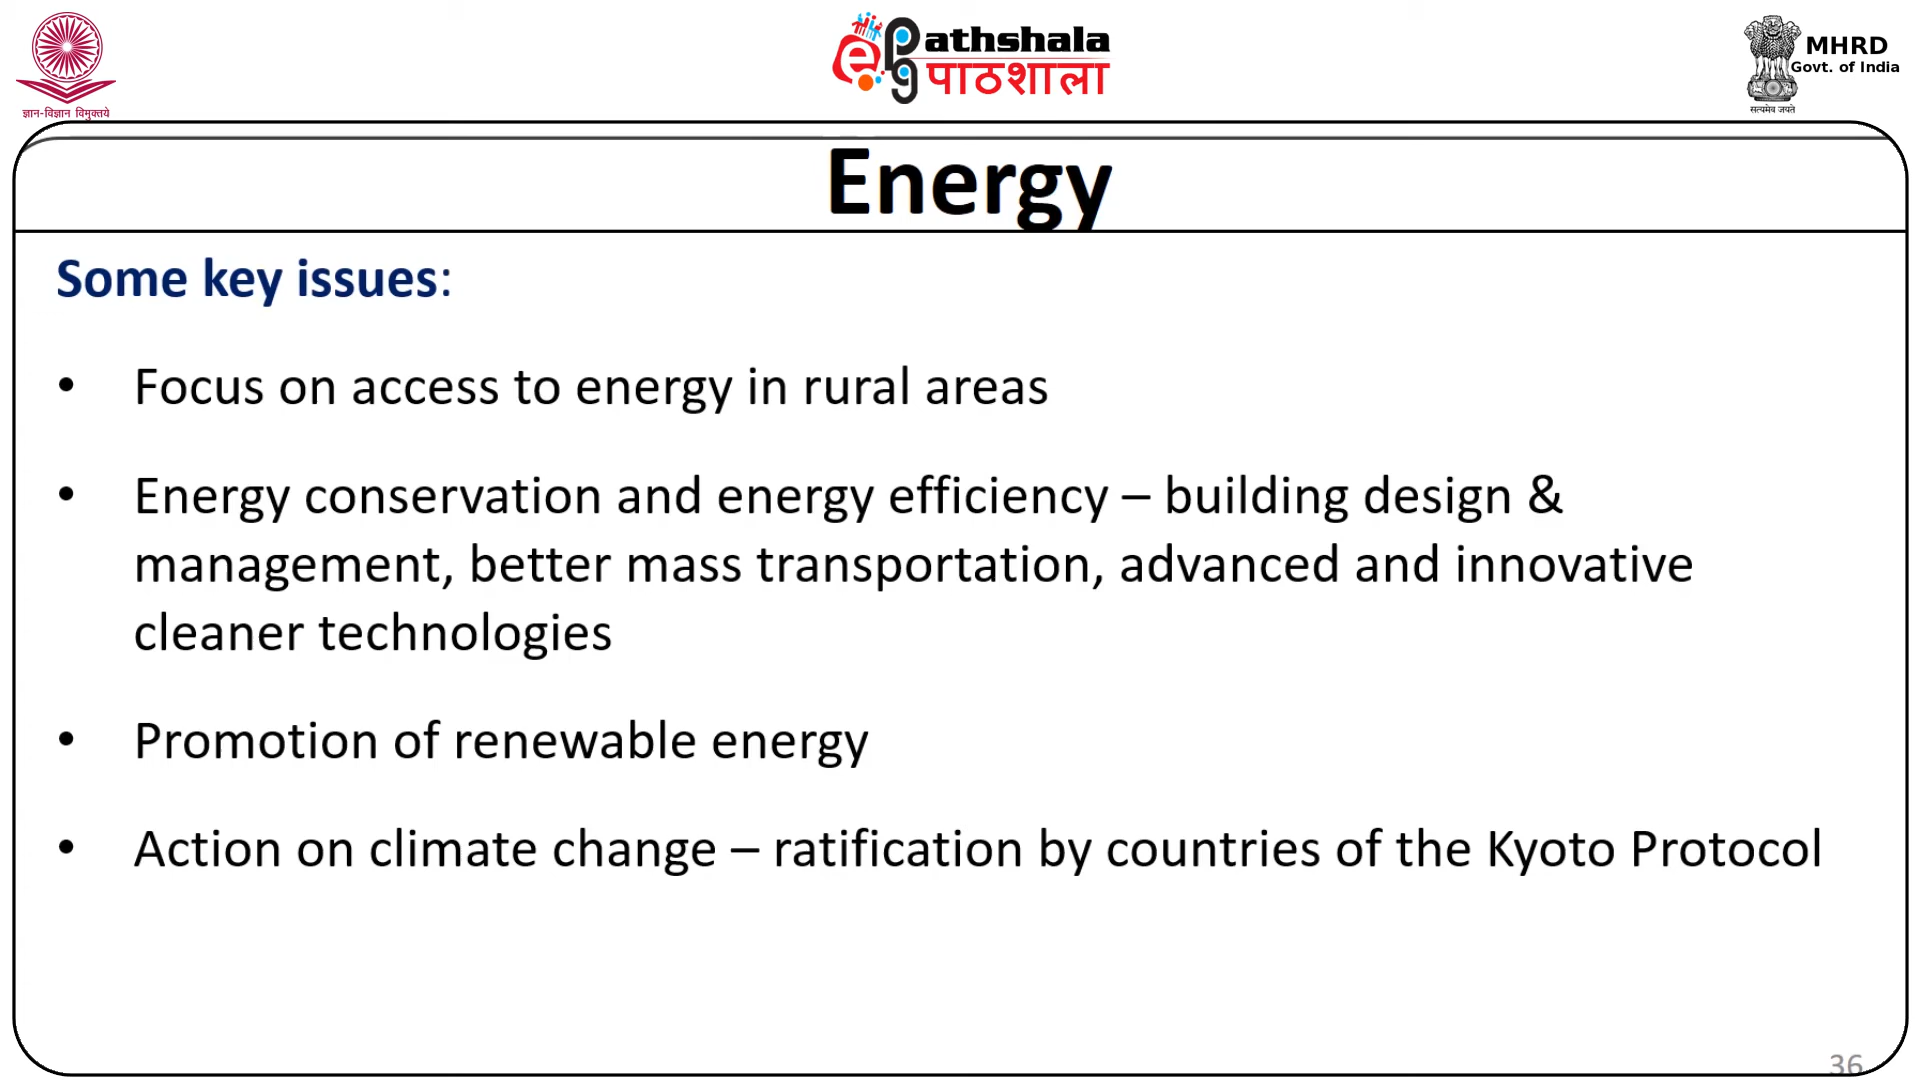 ज्ञान-विज्ञान विमुक्तये
e
pg
athshala
पाठशाला
MHRD
Govt. of India
सत्यमेव जयते
Energy
Some key issues:
• Focus on access to energy in rural areas
• Energy conservation and energy efficiency – building design &
management, better mass transportation, advanced and innovative
cleaner technologies
• Promotion of renewable energy
• Action on climate change – ratification by countries of the Kyoto Protocol
36